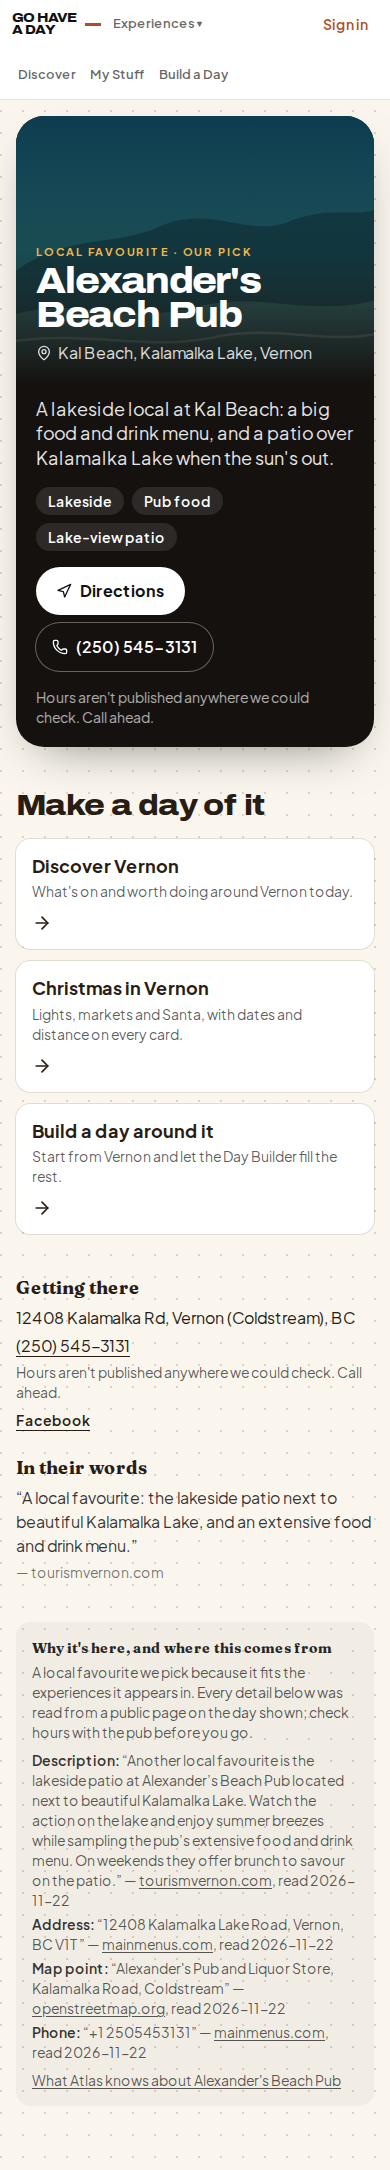 GO HAVE
A DAY
Experiences ▾
Sign in
Discover My Stuff Build a Day
LOCAL FAVOURITE · OUR PICK
Alexander's
Beach Pub
Kal Beach, Kalamalka Lake, Vernon
A lakeside local at Kal Beach: a big
food and drink menu, and a patio over
Kalamalka Lake when the sun's out.
Lakeside Pub food
Lake-view patio
Directions
(250) 545-3131
Hours aren't published anywhere we could
check. Call ahead.
Make a day of it
Discover Vernon
What's on and worth doing around Vernon today.
→
Christmas in Vernon
Lights, markets and Santa, with dates and
distance on every card.
→
Build a day around it
Start from Vernon and let the Day Builder fill the
rest.
→
Getting there
12408 Kalamalka Rd, Vernon (Coldstream), BC
(250) 545-3131
Hours aren't published anywhere we could check. Call
ahead.
Facebook
In their words
“A local favourite: the lakeside patio next to
beautiful Kalamalka Lake, and an extensive food
and drink menu.”
— tourismvernon.com
Why it's here, and where this comes from
A local favourite we pick because it fits the
experiences it appears in. Every detail below was
read from a public page on the day shown; check
hours with the pub before you go.
Description: “Another local favourite is the
lakeside patio at Alexander’s Beach Pub located
next to beautiful Kalamalka Lake. Watch the
action on the lake and enjoy summer breezes
while sampling the pub’s extensive food and drink
menu. On weekends they offer brunch to savour
on the patio.” — tourismvernon.com, read 2026-
11-22
Address: “12408 Kalamalka Lake Road, Vernon,
BC V1T” — mainmenus.com, read 2026-11-22
Map point: “Alexander's Pub and Liquor Store,
Kalamalka Road, Coldstream” —
openstreetmap.org, read 2026-11-22
Phone: “+1 2505453131” — mainmenus.com,
read 2026-11-22
What Atlas knows about Alexander's Beach Pub